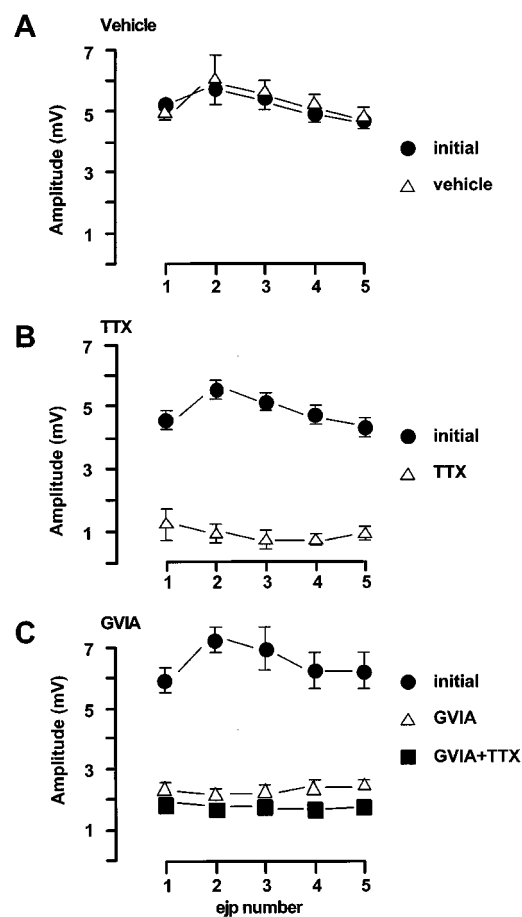 A
Vehicle
7
5
3
1
Amplitude (mV)
1 2 3 4 5
initial
vehicle
B
TTX
7
5
3
1
Amplitude (mV)
1 2 3 4 5
initial
TTX
C
GVIA
7
5
3
1
Amplitude (mV)
1 2 3 4 5
ejp number
initial
GVIA
GVIA+TTX